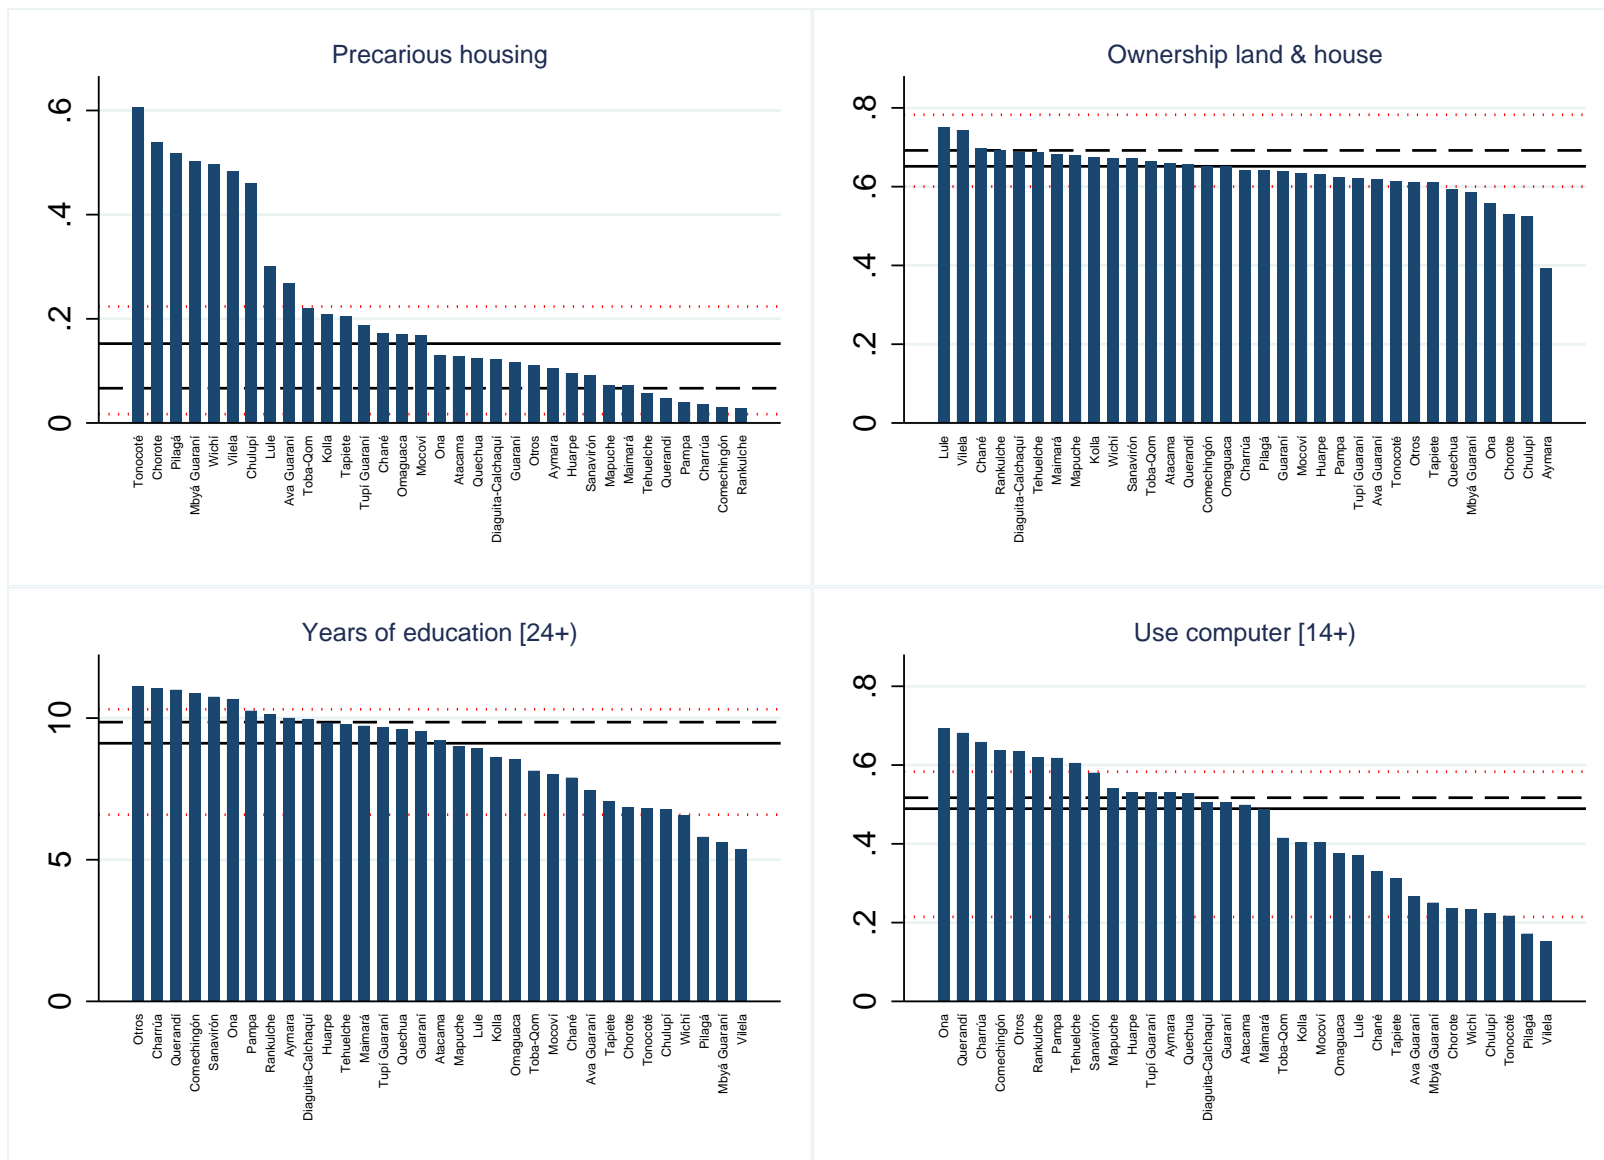 Precarious housing
.6
.4
.2
0
Tonocoté
Chorote
Pilagá
Mbyá Guaraní
Wichí
Vilela
Chulupí
Lule
Ava Guaraní
Toba-Qom
Kolla
Tapiete
Tupí Guaraní
Chané
Omaguaca
Mocoví
Ona
Atacama
Quechua
Diaguita-Calchaquí
Guaraní
Otros
Aymara
Huarpe
Sanavirón
Mapuche
Maimará
Tehuelche
Querandí
Pampa
Charrúa
Comechingón
Rankulche
Ownership land & house
.8
.6
.4
.2
0
Lule
Vilela
Chané
Rankulche
Diaguita-Calchaquí
Tehuelche
Maimará
Mapuche
Kolla
Wichí
Sanavirón
Toba-Qom
Atacama
Querandí
Comechingón
Omaguaca
Charrúa
Pilagá
Guaraní
Mocoví
Huarpe
Pampa
Tupí Guaraní
Ava Guaraní
Tonocoté
Otros
Tapiete
Quechua
Mbyá Guaraní
Ona
Chorote
Chulupí
Aymara
Years of education [24+)
10
5
0
Otros
Charrúa
Querandí
Comechingón
Sanavirón
Ona
Pampa
Rankulche
Aymara
Diaguita-Calchaquí
Huarpe
Tehuelche
Maimará
Tupí Guaraní
Quechua
Guaraní
Atacama
Mapuche
Lule
Kolla
Omaguaca
Toba-Qom
Mocoví
Chané
Ava Guaraní
Tapiete
Chorote
Tonocoté
Chulupí
Wichí
Pilagá
Mbyá Guaraní
Vilela
Use computer [14+)
.8
.6
.4
.2
0
Ona
Querandí
Charrúa
Comechingón
Otros
Rankulche
Pampa
Tehuelche
Sanavirón
Mapuche
Huarpe
Tupí Guaraní
Aymara
Quechua
Diaguita-Calchaquí
Guaraní
Atacama
Maimará
Toba-Qom
Kolla
Mocoví
Omaguaca
Lule
Chané
Tapiete
Ava Guaraní
Mbyá Guaraní
Chorote
Wichí
Chulupí
Tonocoté
Pilagá
Vilela